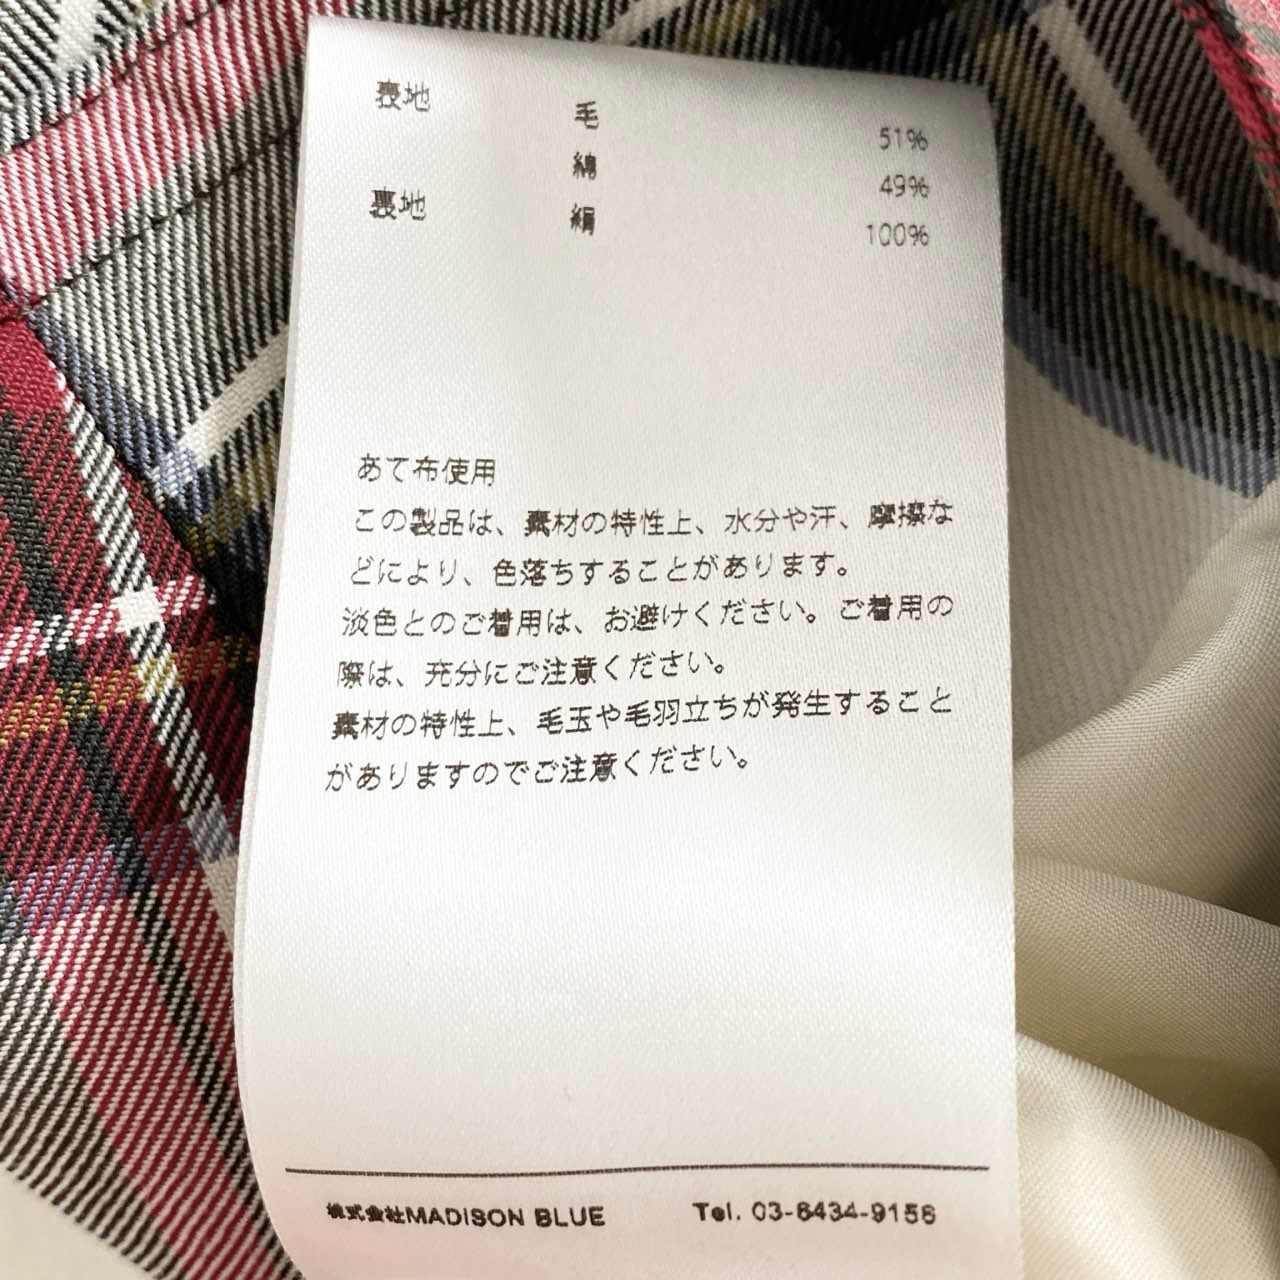 表地 毛 51%
綿 49%
裏地 絹 100%
あて布使用
この製品は、素材の特性上、水分や汗、摩擦な
どにより、色落ちすることがあります。
淡色とのご着用は、お避けください。ご着用の
際は、充分にご注意ください。
素材の特性上、毛玉や毛羽立ちが発生すること
がありますのでご注意ください。
株式会社MADISON BLUE Tel. 03-6434-9156